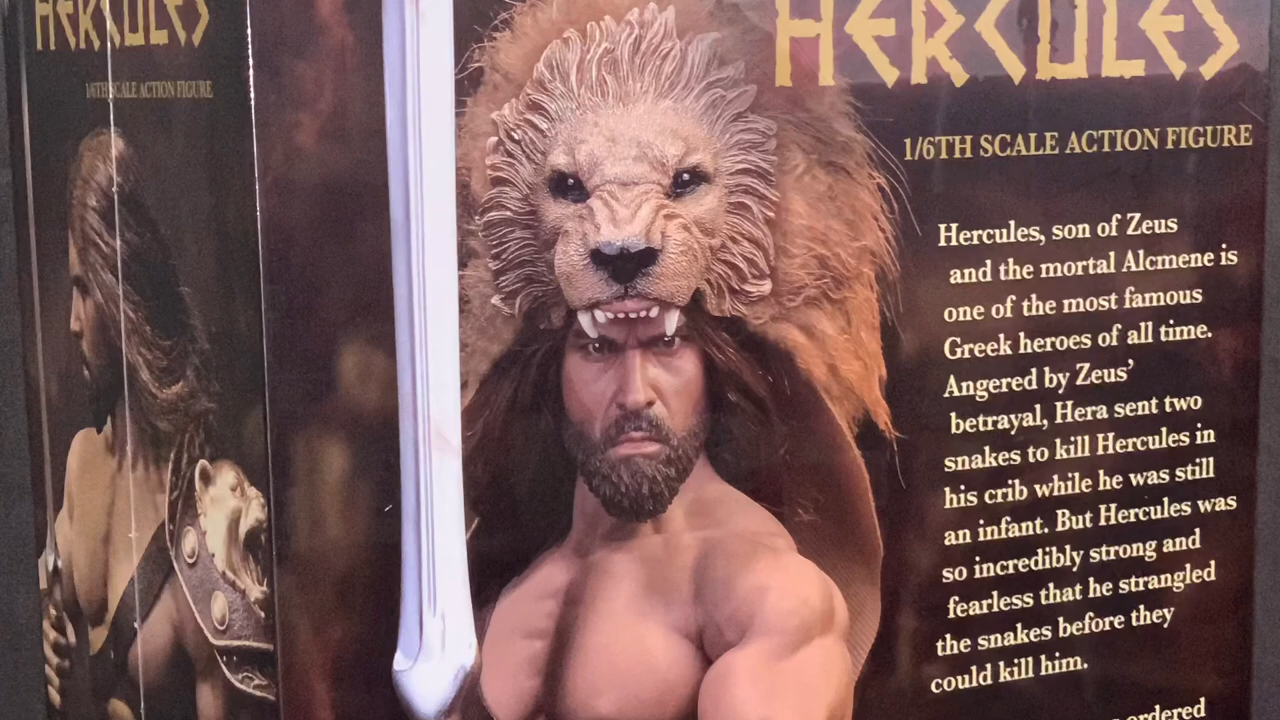 HERCULES
1/6TH SCALE ACTION FIGURE
HERCULES
1/6TH SCALE ACTION FIGURE
Hercules, son of Zeus
and the mortal Alcmene is
one of the most famous
Greek heroes of all time.
Angered by Zeus'
betrayal, Hera sent two
snakes to kill Hercules in
his crib while he was still
an infant. But Hercules was
so incredibly strong and
fearless that he strangled
the snakes before they
could kill him.
ordered